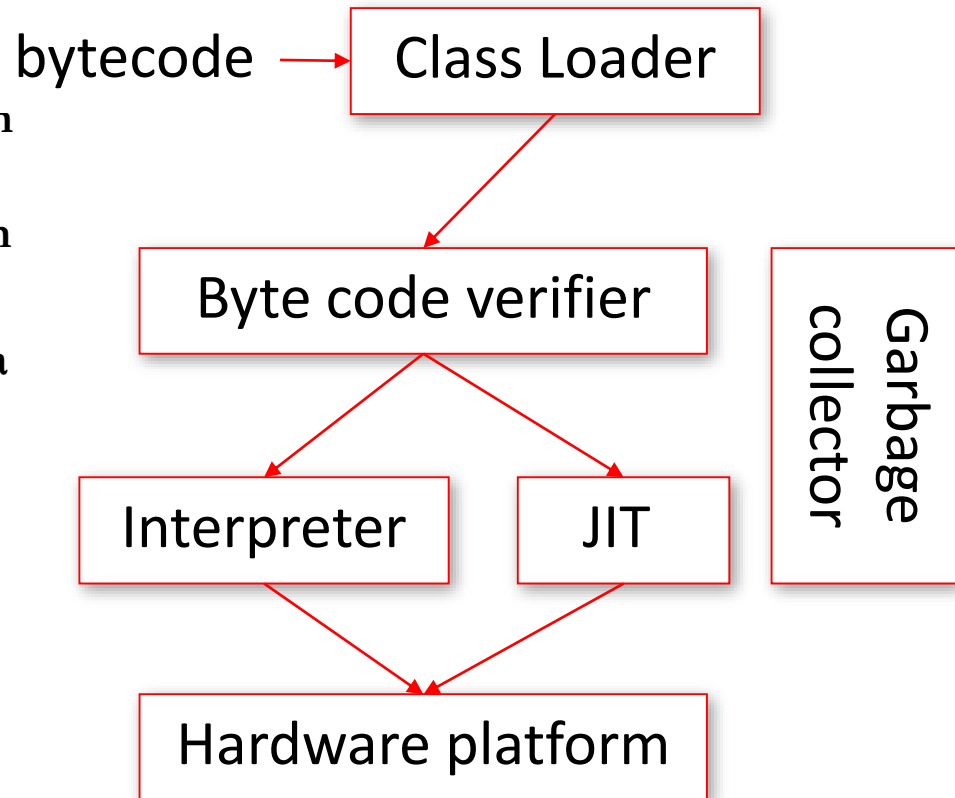 bytecode
Class Loader
n
n
Byte code verifier
a
Garbage
collector
Interpreter
JIT
Hardware platform